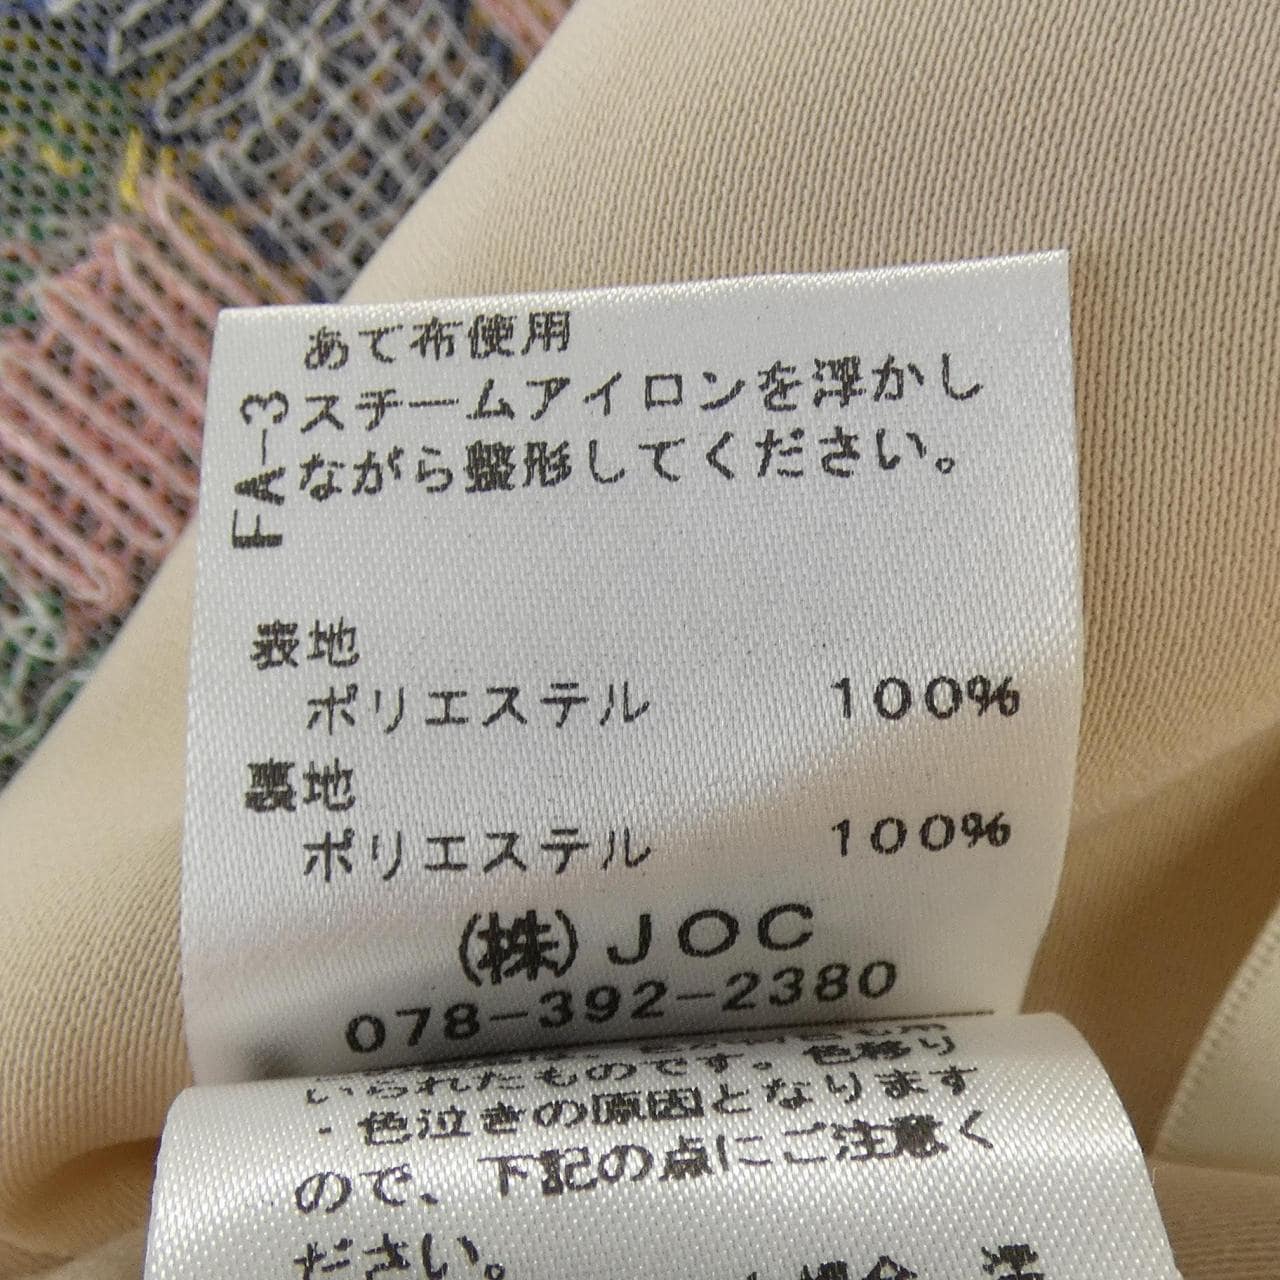 あて布使用
スチームアイロンを浮かし
ながら整形してください。
FA-3
表地
ポリエステル 100%
裏地
ポリエステル 100%
(株)JOC
078-392-2380
いられたものです。色移り
・色泣きの原因となります
ので、下記の点にご注意く
ださい。